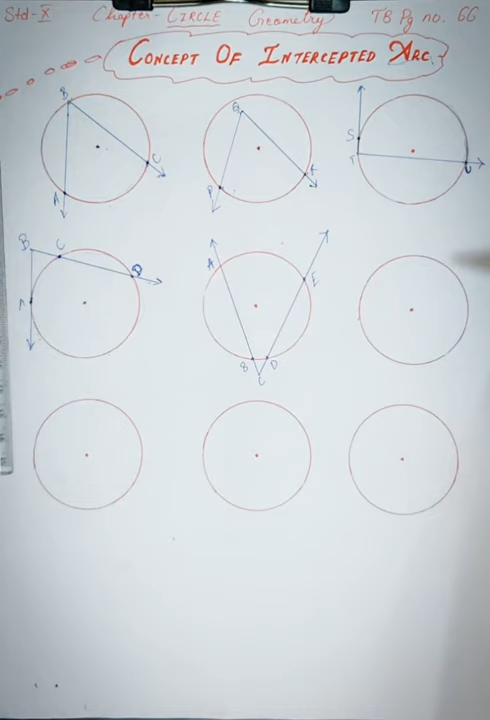 Std-X Chapter- CIRCLE Geometry TB Pg no. 66
CONCEPT OF INTERCEPTED ARC.
B
C
A
Q
P
S
T
U
B
C
D
A
A
E
B
D
C